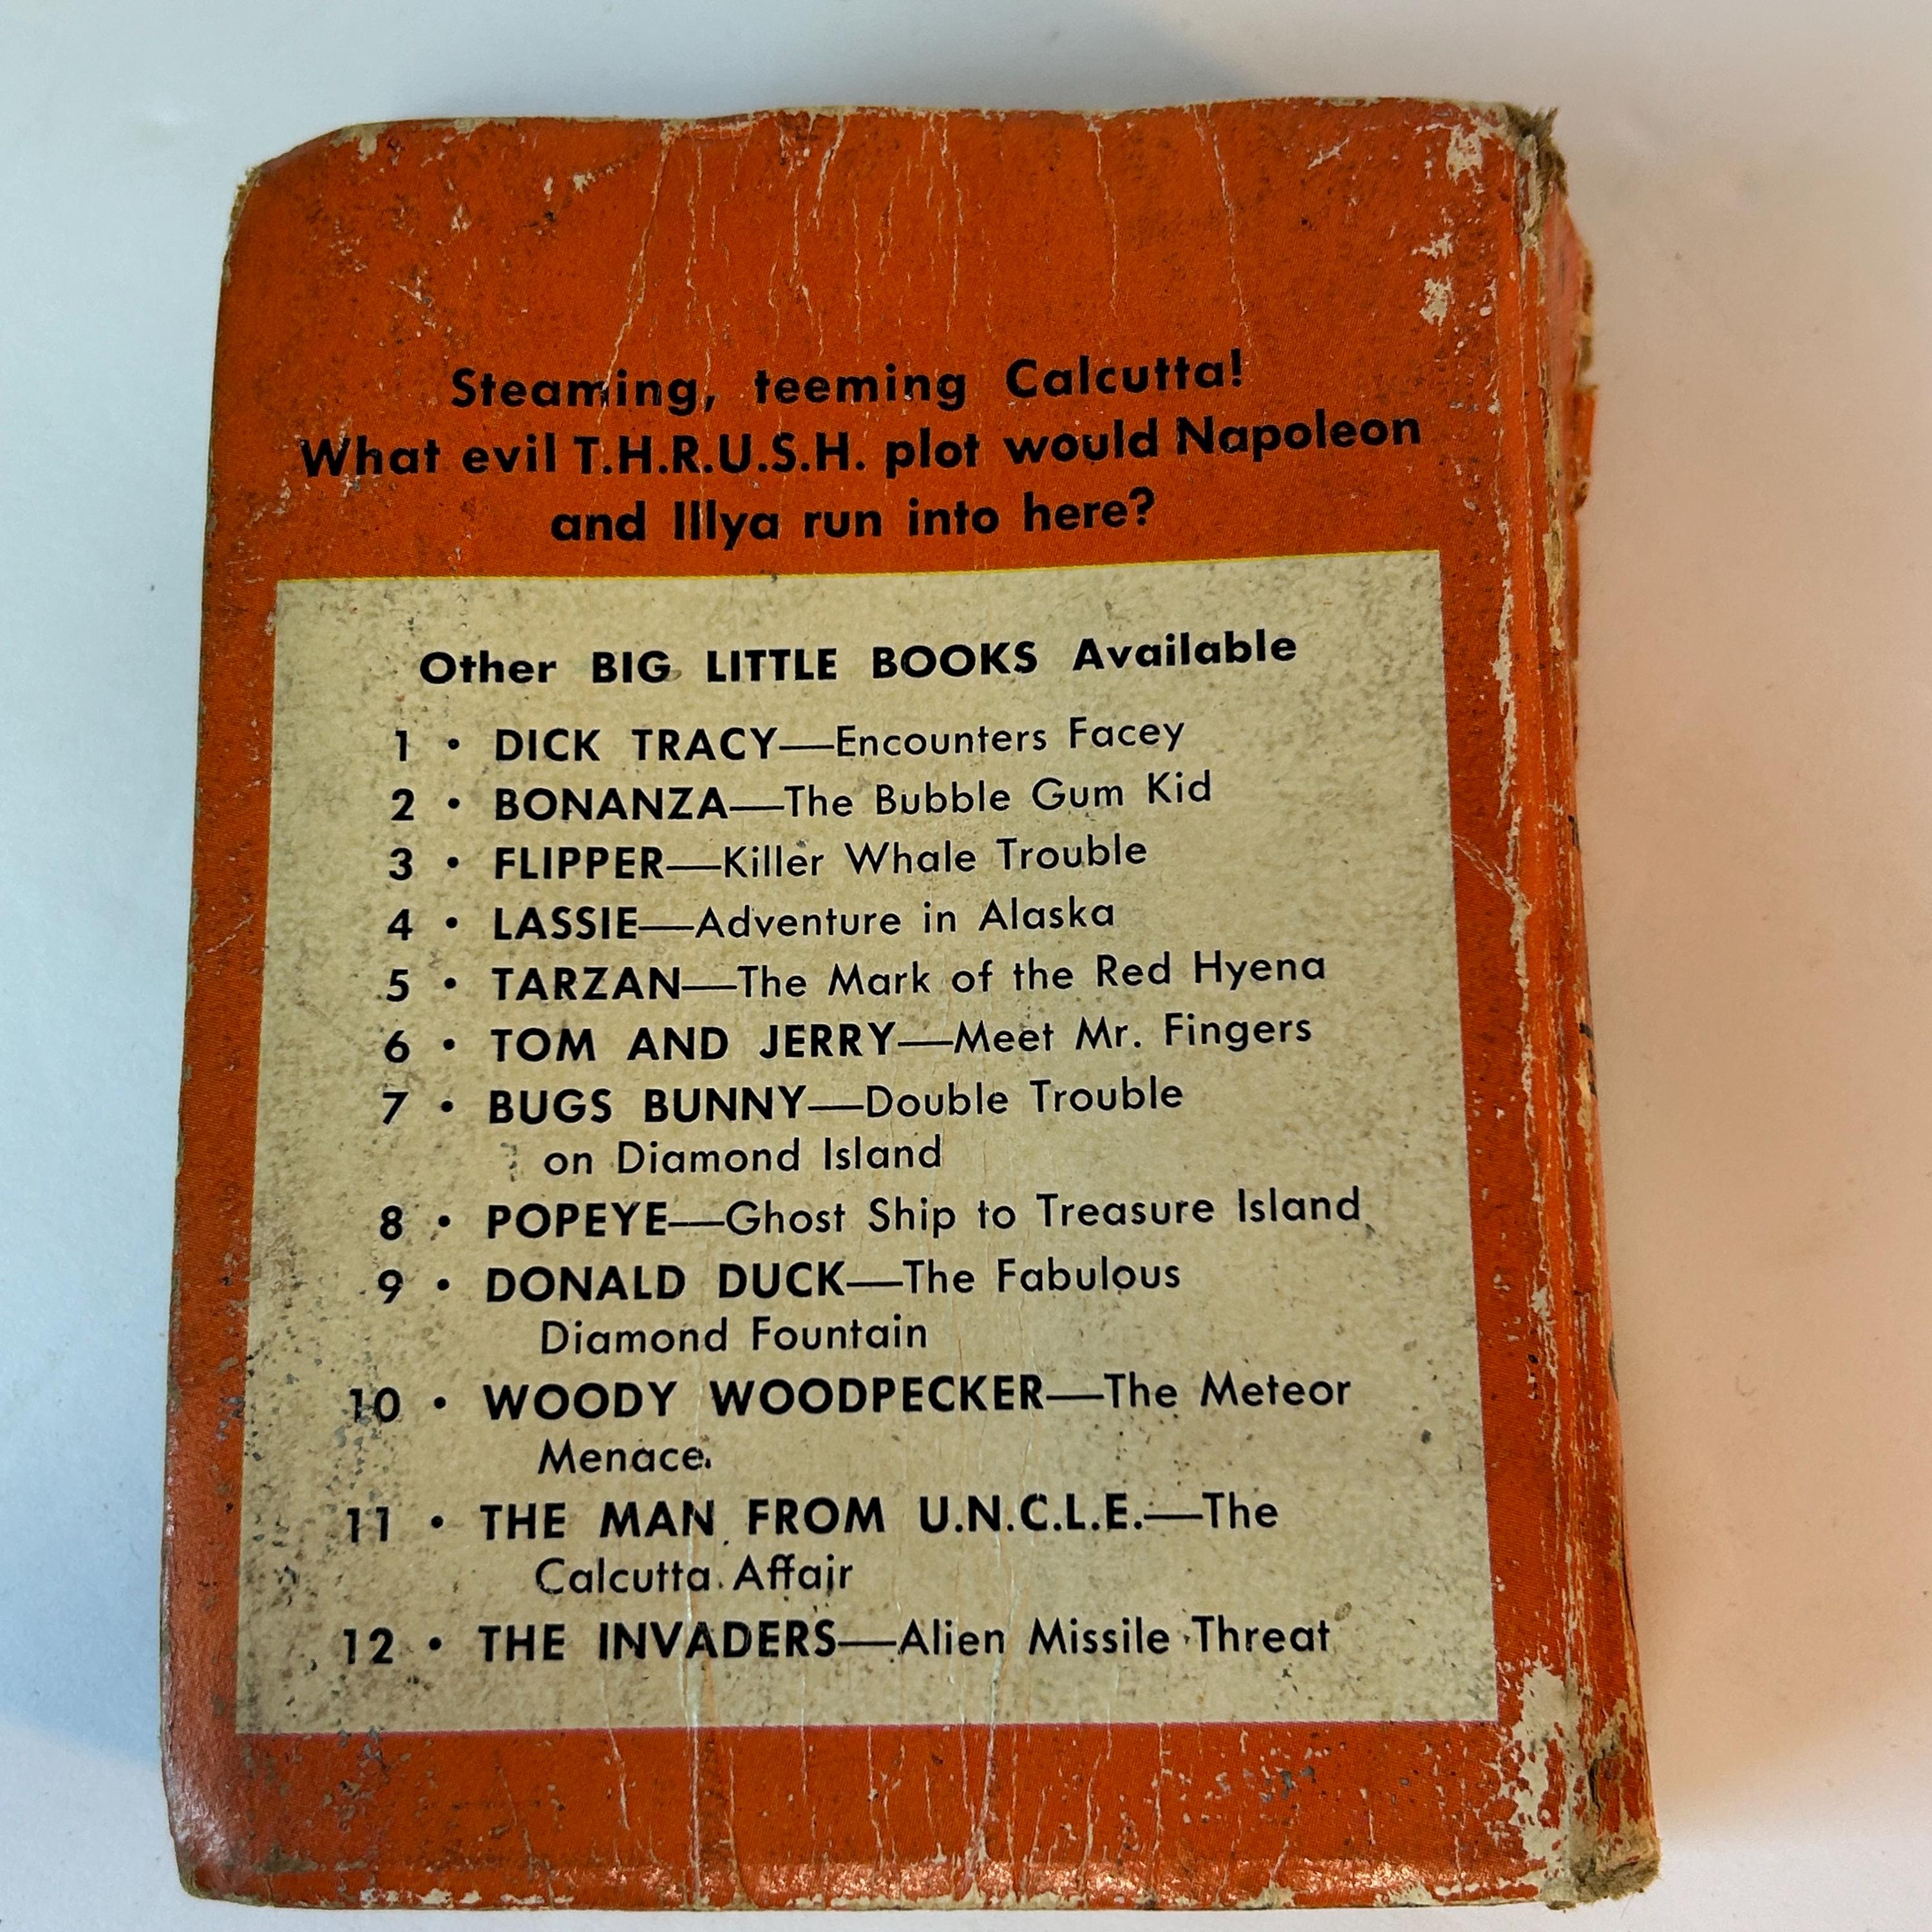 Steaming, teeming Calcutta!
What evil T.H.R.U.S.H. plot would Napoleon
and Illya run into here?
Other BIG LITTLE BOOKS Available
1 • DICK TRACY—Encounters Facey
2 • BONANZA—The Bubble Gum Kid
3 • FLIPPER—Killer Whale Trouble
4 • LASSIE—Adventure in Alaska
5 • TARZAN—The Mark of the Red Hyena
6 • TOM AND JERRY—Meet Mr. Fingers
7 • BUGS BUNNY—Double Trouble
on Diamond Island
8 • POPEYE—Ghost Ship to Treasure Island
9 • DONALD DUCK—The Fabulous
Diamond Fountain
10 • WOODY WOODPECKER—The Meteor
Menace
11 • THE MAN FROM U.N.C.L.E.—The
Calcutta Affair
12 • THE INVADERS—Alien Missile Threat